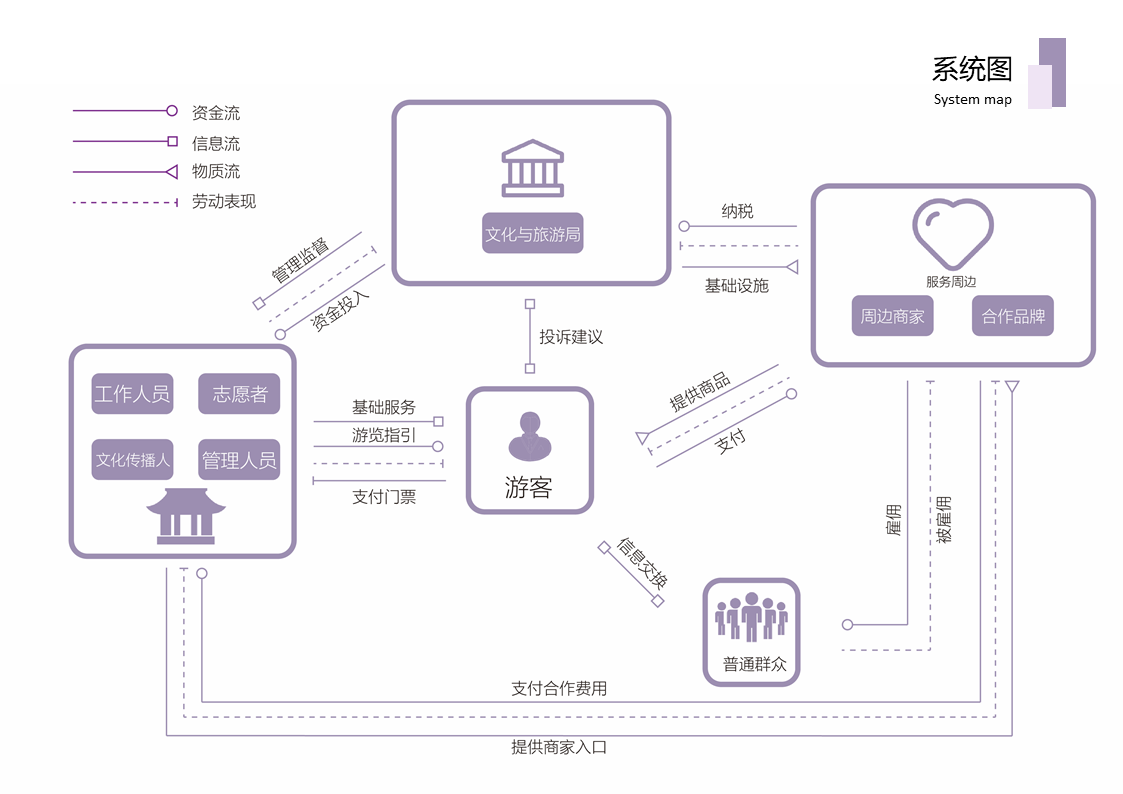 系统图
System map
资金流
信息流
物质流
劳动表现
文化与旅游局
纳税
基础设施
服务周边
周边商家
合作品牌
管理监督
资金投入
投诉建议
工作人员
志愿者
文化传播人
管理人员
基础服务
游览指引
支付门票
游客
提供商品
支付
雇佣
被雇佣
信息交换
普通群众
支付合作费用
提供商家入口